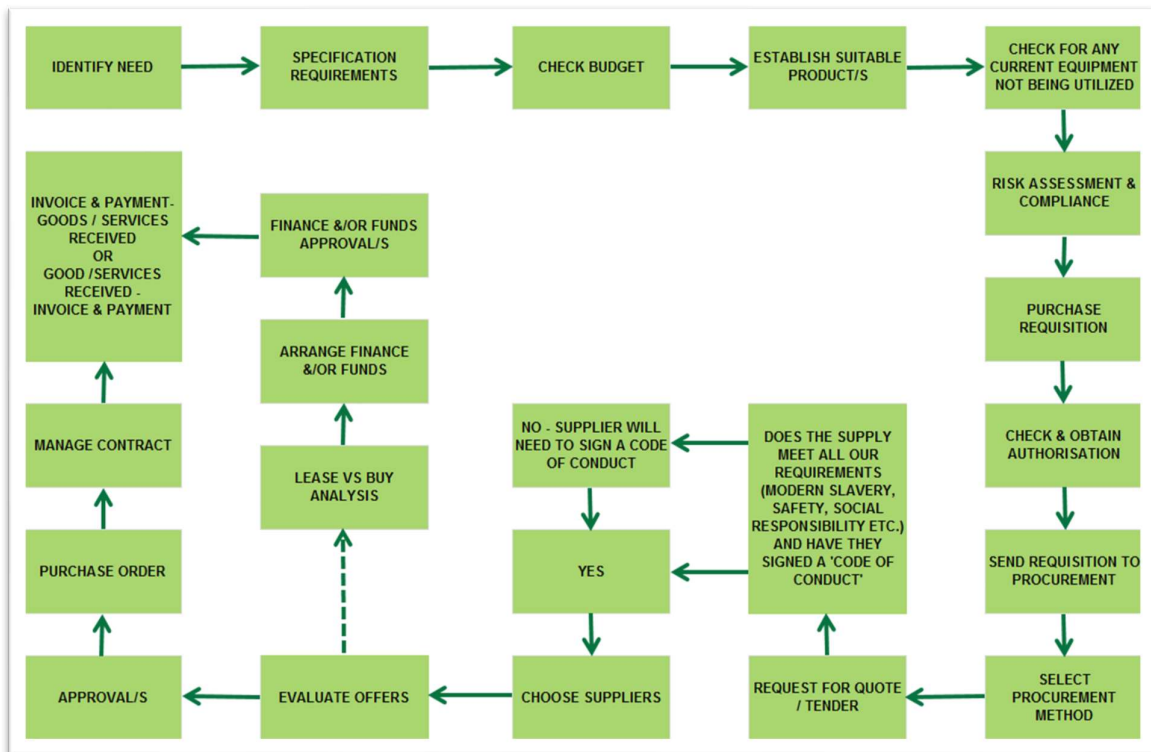 IDENTIFY NEED
SPECIFICATION
REQUIREMENTS
CHECK BUDGET
ESTABLISH SUITABLE
PRODUCT/S
CHECK FOR ANY
CURRENT EQUIPMENT
NOT BEING UTILIZED
RISK ASSESSMENT &
COMPLIANCE
PURCHASE
REQUISITION
CHECK & OBTAIN
AUTHORISATION
SEND REQUISITION TO
PROCUREMENT
SELECT
PROCUREMENT
METHOD
REQUEST FOR QUOTE
/ TENDER
DOES THE SUPPLY
MEET ALL OUR
REQUIREMENTS
(MODERN SLAVERY,
SAFETY, SOCIAL
RESPONSIBILITY ETC.)
AND HAVE THEY
SIGNED A 'CODE OF
CONDUCT'
NO - SUPPLIER WILL
NEED TO SIGN A CODE
OF CONDUCT
YES
CHOOSE SUPPLIERS
EVALUATE OFFERS
LEASE VS BUY
ANALYSIS
ARRANGE FINANCE
&/OR FUNDS
FINANCE &/OR FUNDS
APPROVAL/S
APPROVAL/S
PURCHASE ORDER
MANAGE CONTRACT
INVOICE & PAYMENT-
GOODS / SERVICES
RECEIVED
OR
GOOD /SERVICES
RECEIVED -
INVOICE & PAYMENT